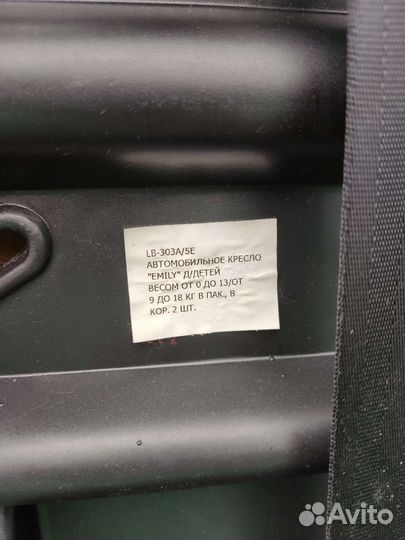 LB-303A/5E
АВТОМОБИЛЬНОЕ КРЕСЛО
"EMILY" Д/ДЕТЕЙ
ВЕСОМ ОТ 0 ДО 13/ОТ
9 ДО 18 КГ В ПАК., В
КОР. 2 ШТ.
Avito